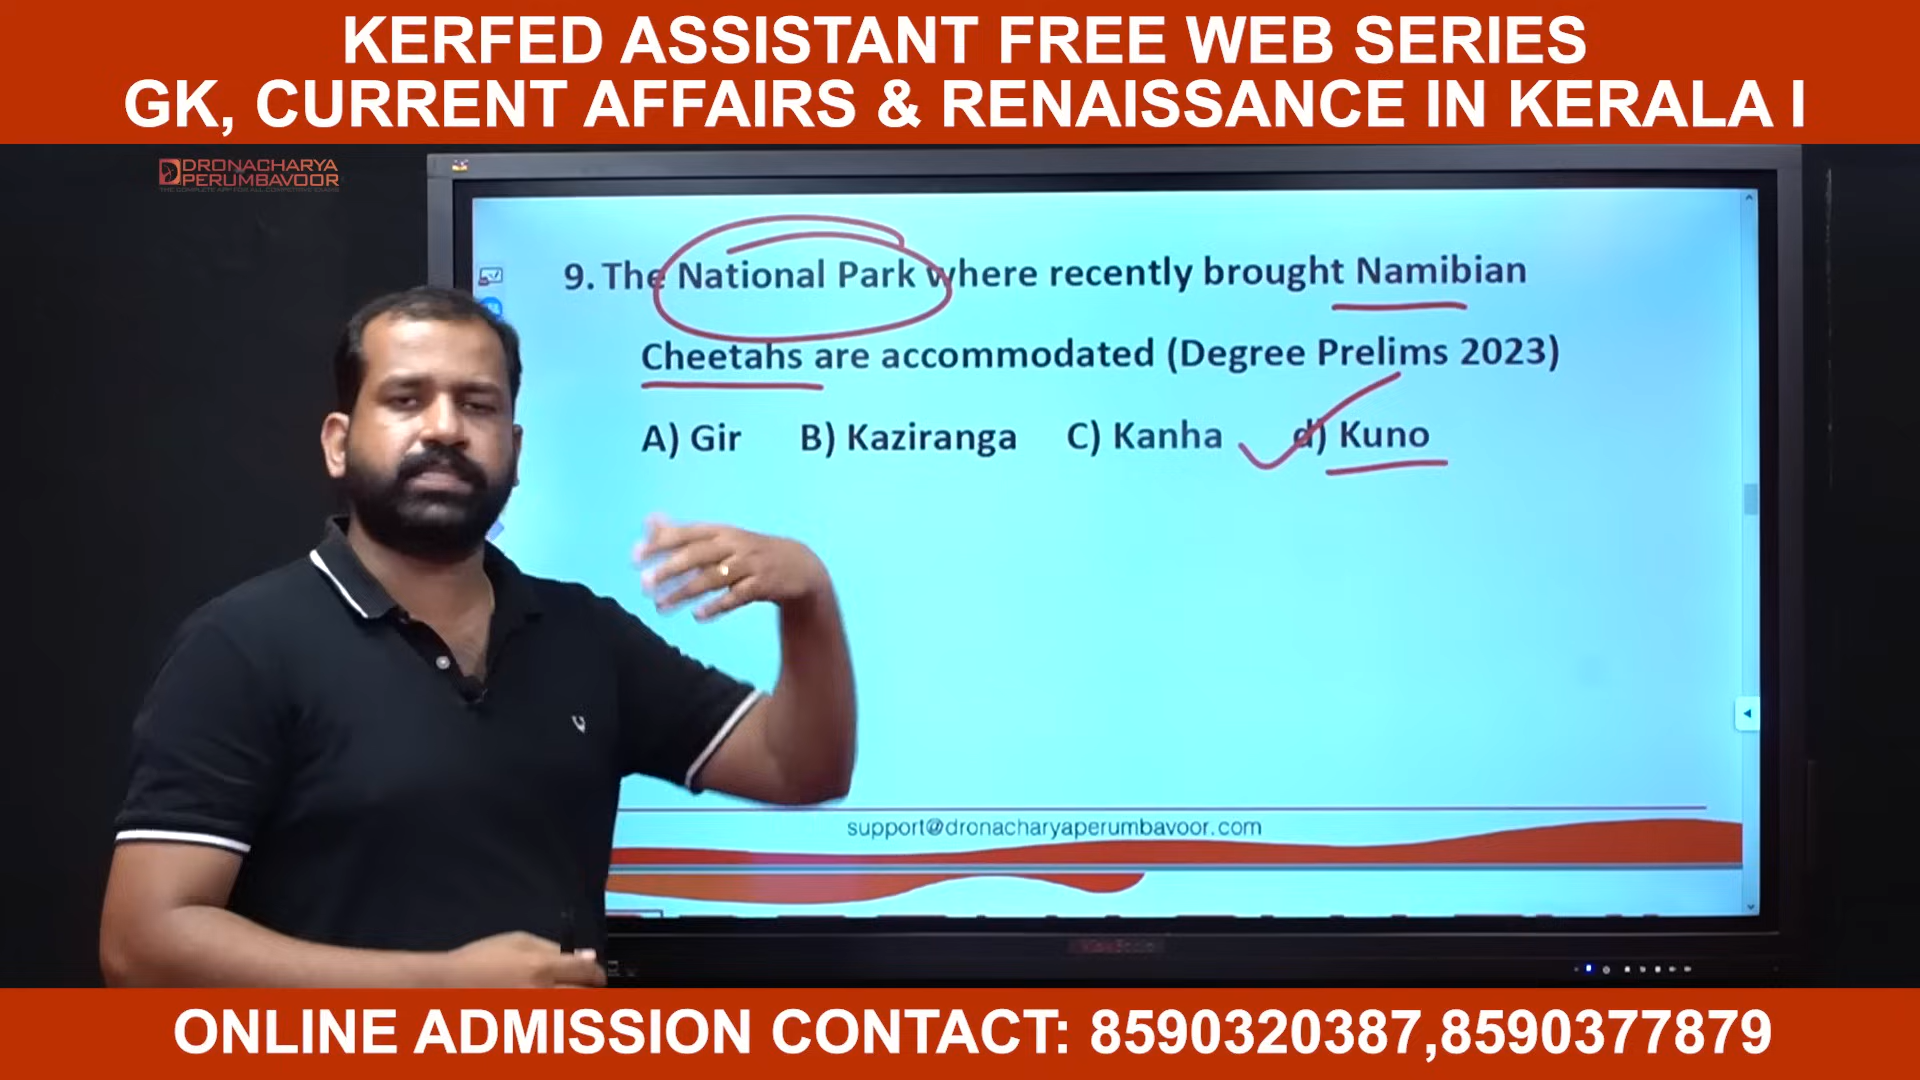 KERFED ASSISTANT FREE WEB SERIES
GK, CURRENT AFFAIRS & RENAISSANCE IN KERALA I
DRONACHARYA
PERUMBAVOOR
9. The National Park where recently brought Namibian
Cheetahs are accommodated (Degree Prelims 2023)
A) Gir B) Kaziranga C) Kanha d) Kuno
support@dronacharyaperumbavoor.com
ONLINE ADMISSION CONTACT: 8590320387,8590377879